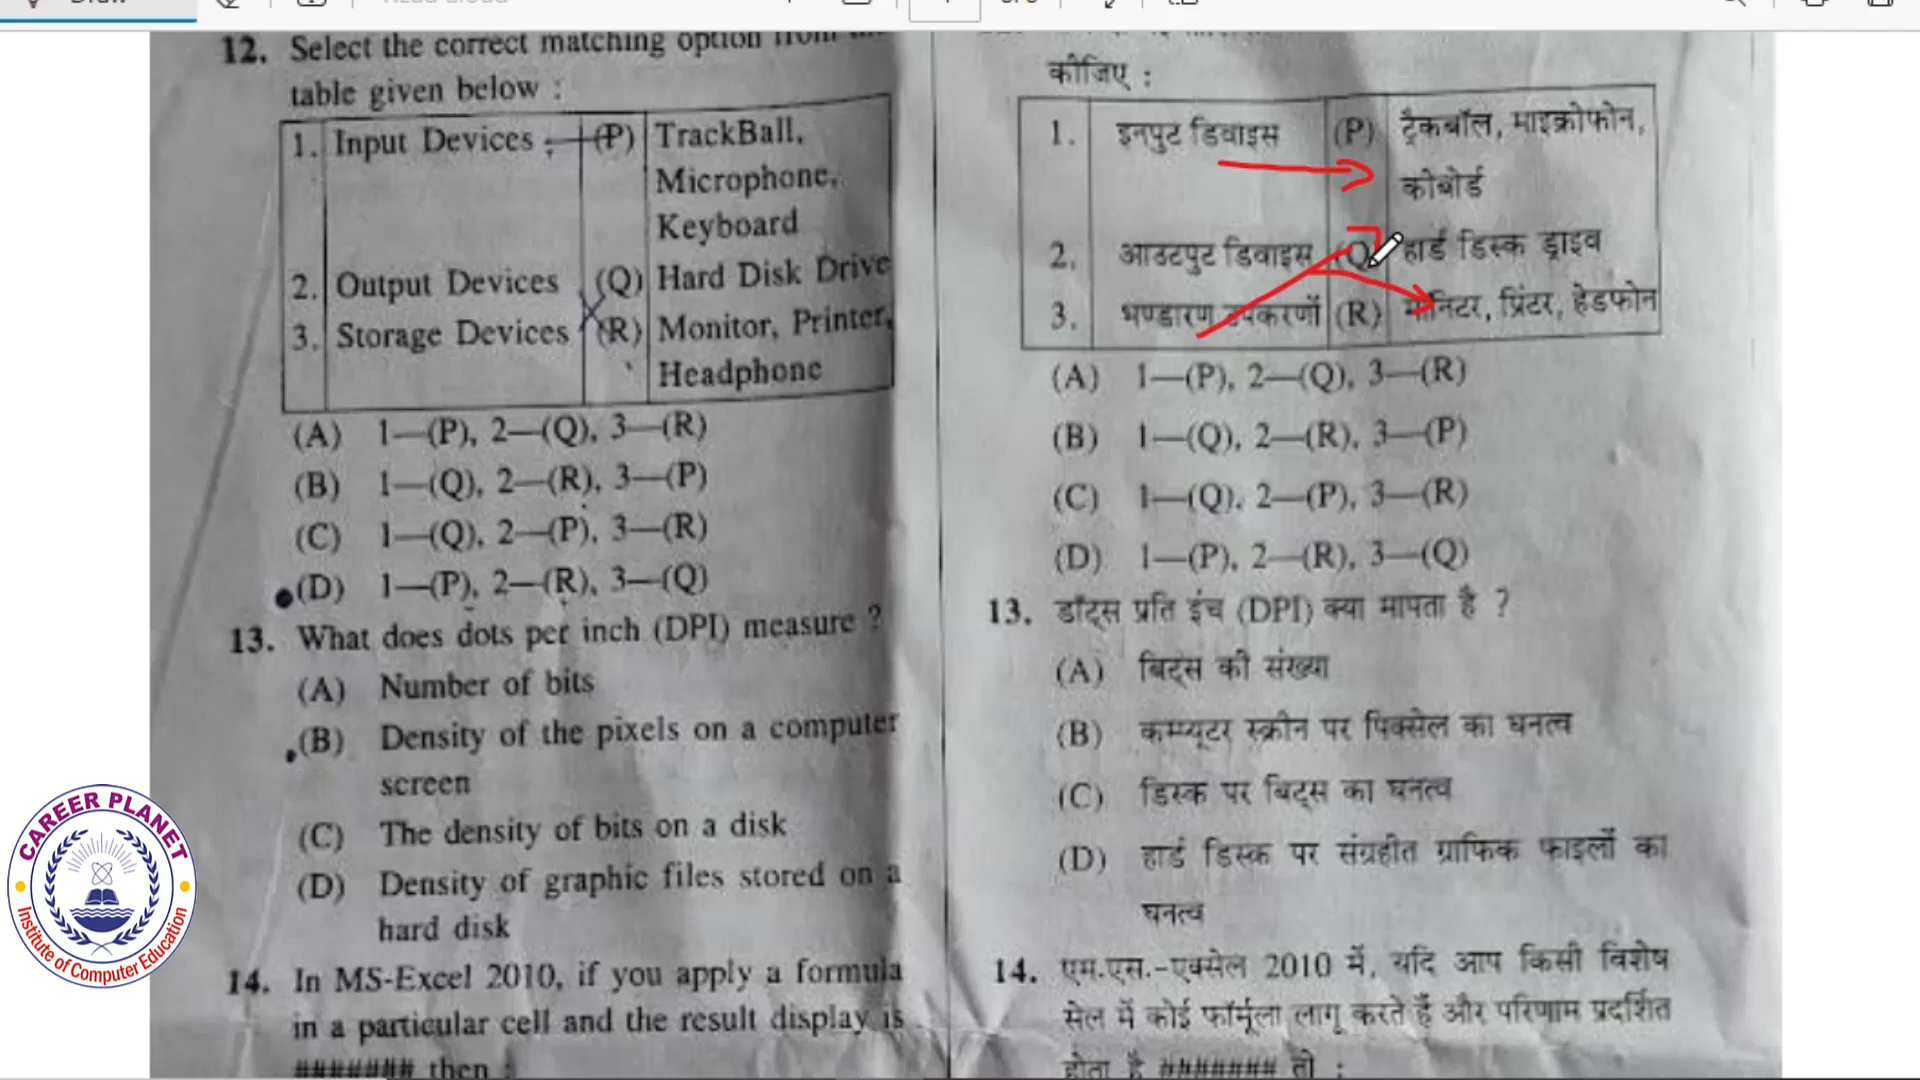 12. Select the correct matching option from
table given below :
1. Input Devices (P) TrackBall,
Microphone,
Keyboard
2. Output Devices (Q) Hard Disk Drive
3. Storage Devices (R) Monitor, Printer,
Headphone
(A) 1—(P), 2—(Q), 3—(R)
(B) 1—(Q), 2—(R), 3—(P)
(C) 1—(Q), 2—(P), 3—(R)
(D) 1—(P), 2—(R), 3—(Q)
13. What does dots per inch (DPI) measure ?
(A) Number of bits
(B) Density of the pixels on a computer
screen
(C) The density of bits on a disk
(D) Density of graphic files stored on a
hard disk
14. In MS-Excel 2010, if you apply a formula
in a particular cell and the result display is
####### then :
कीजिए :
1. इनपुट डिवाइस (P) ट्रैकबॉल, माइक्रोफोन,
कीबोर्ड
2. आउटपुट डिवाइस (Q) हार्ड डिस्क ड्राइव
3. भण्डारण उपकरणों (R) मॉनिटर, प्रिंटर, हेडफोन
(A) 1—(P), 2—(Q), 3—(R)
(B) 1—(Q), 2—(R), 3—(P)
(C) 1—(Q), 2—(P), 3—(R)
(D) 1—(P), 2—(R), 3—(Q)
13. डॉट्स प्रति इंच (DPI) क्या मापता है ?
(A) बिट्स की संख्या
(B) कम्प्यूटर स्क्रीन पर पिक्सेल का घनत्व
(C) डिस्क पर बिट्स का घनत्व
(D) हार्ड डिस्क पर संग्रहीत ग्राफिक फाइलों का
घनत्व
14. एम.एस.-एक्सेल 2010 में, यदि आप किसी विशेष
सेल में कोई फॉर्मूला लागू करते हैं और परिणाम प्रदर्शित
होता है ####### तो :
CAREER PLANET
Institute of Computer Education